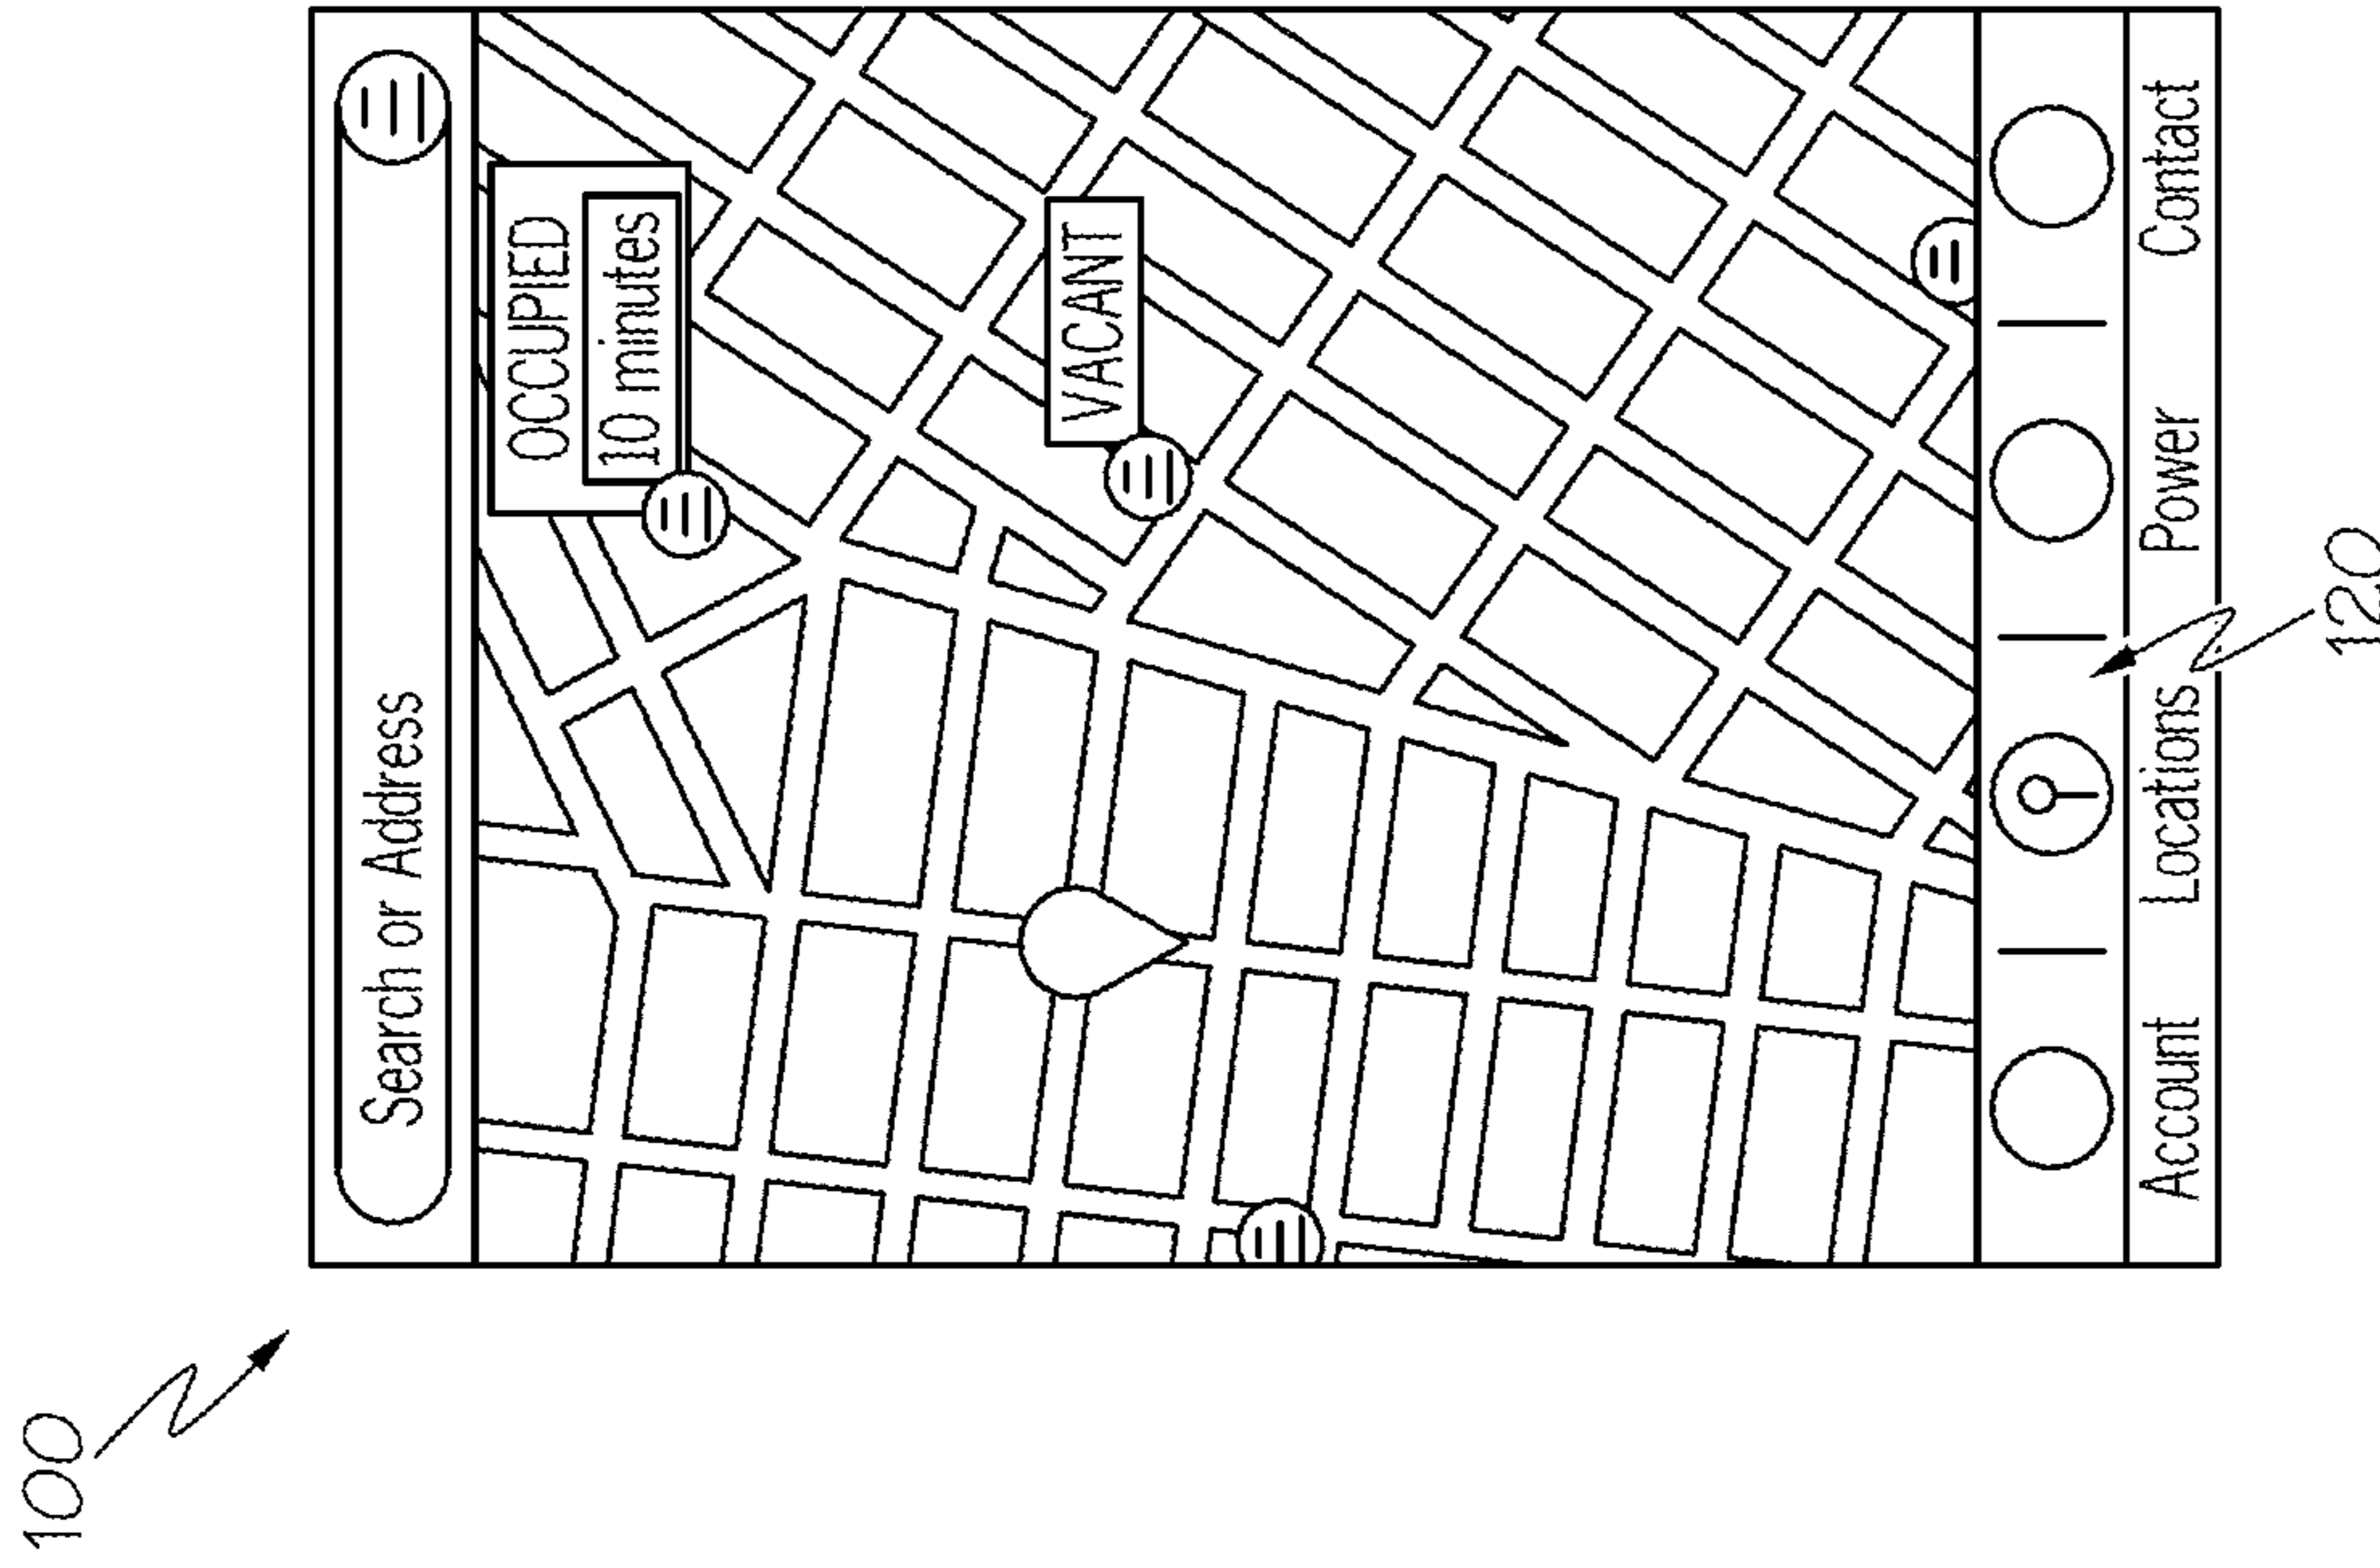 100
Search or Address
OCCUPIED
10 minutes
VACANT
Account Locations Power Contact
120